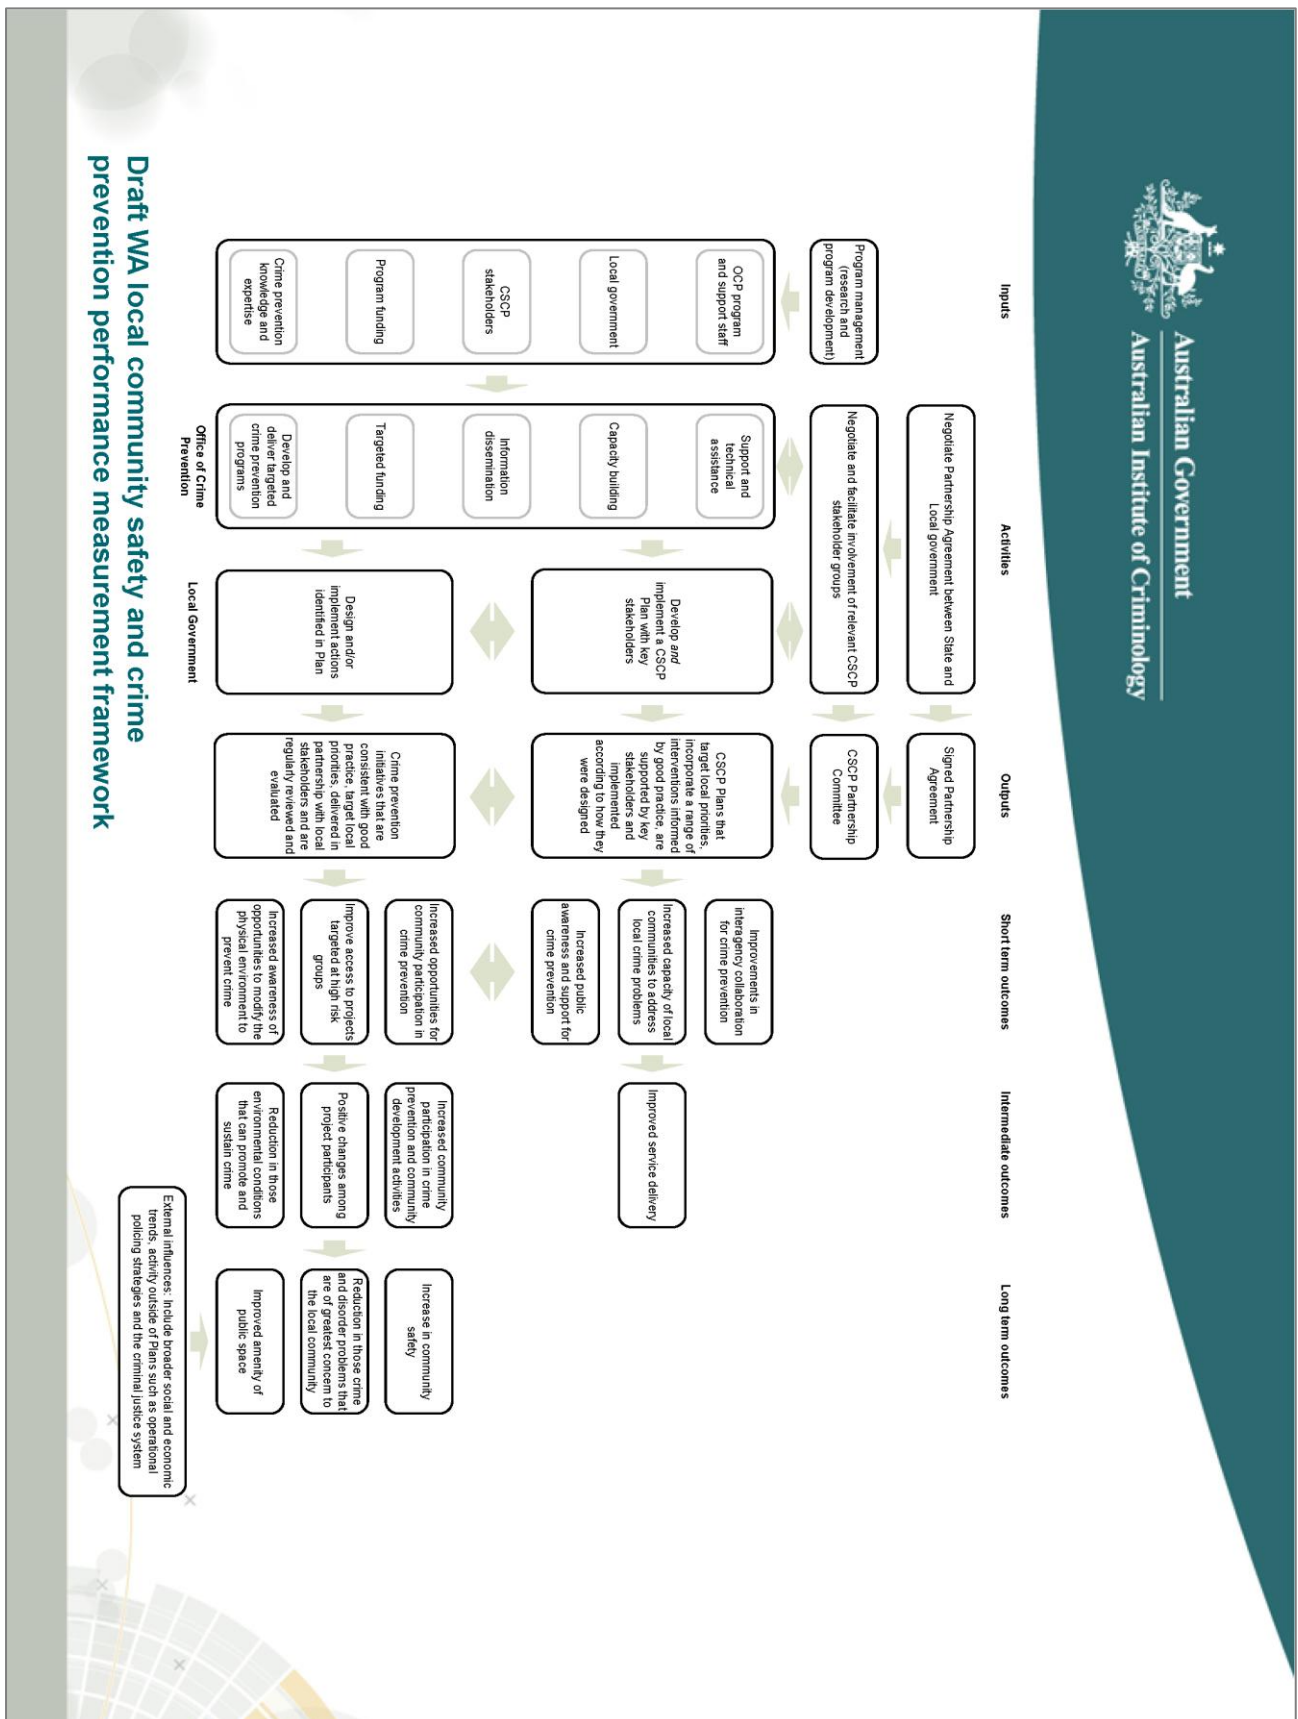 Australian Government
Australian Institute of Criminology
Inputs
Activities
Outputs
Short term outcomes
Intermediate outcomes
Long term outcomes
Program management
(research and
program development)
OCP program
and support staff
Local government
CSCP
stakeholders
Program funding
Crime prevention
knowledge and
expertise
Negotiate Partnership Agreement between State and
Local government
Negotiate and facilitate involvement of relevant CSCP
stakeholder groups
Support and
technical
assistance
Capacity building
Information
dissemination
Targeted funding
Develop and
deliver targeted
crime prevention
programs
Office of Crime
Prevention
Develop and
implement a CSCP
Plan with key
stakeholders
Design and/or
implement actions
identified in Plan
Local Government
Signed Partnership
Agreement
CSCP Partnership
Committee
CSCP Plans that
target local priorities,
incorporate a range of
interventions informed
by good practice, are
supported by key
stakeholders and
implemented
according to how they
were designed
Crime prevention
initiatives that are
consistent with good
practice, target local
priorities, delivered in
partnership with local
stakeholders and are
regularly reviewed and
evaluated
Improvements in
interagency collaboration
for crime prevention
Increased capacity of local
communities to address
local crime problems
Increased public
awareness and support for
crime prevention
Increased opportunities for
community participation in
crime prevention
Improve access to projects
targeted at high risk
groups
Increased awareness of
opportunities to modify the
physical environment to
prevent crime
Improved service delivery
Increased community
participation in crime
prevention and community
development activities
Positive changes among
project participants
Reduction in those
environmental conditions
that can promote and
sustain crime
Increase in community
safety
Reduction in those crime
and disorder problems that
are of greatest concern to
the local community
Improved amenity of
public space
External influences: Include broader social and economic
trends, activity outside of Plans such as operational
policing strategies and the criminal justice system
Draft WA local community safety and crime
prevention performance measurement framework